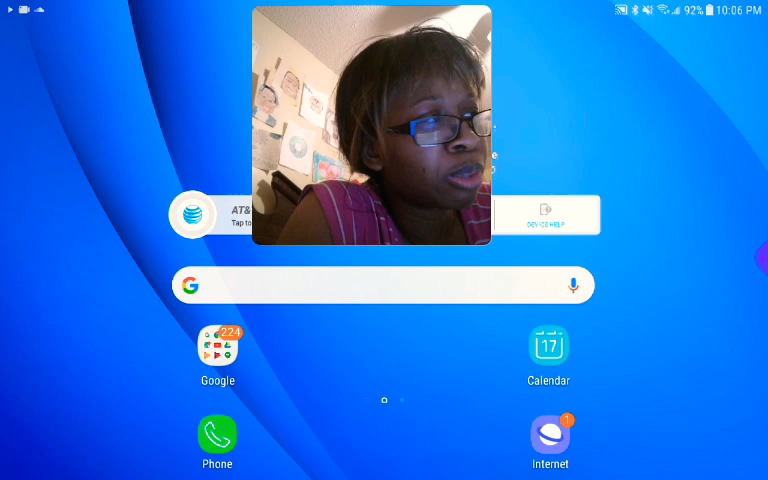 92% 10:06 PM
AT&
Tap to
DEVICE HELP
224
Google
17
Calendar
Phone
1
Internet